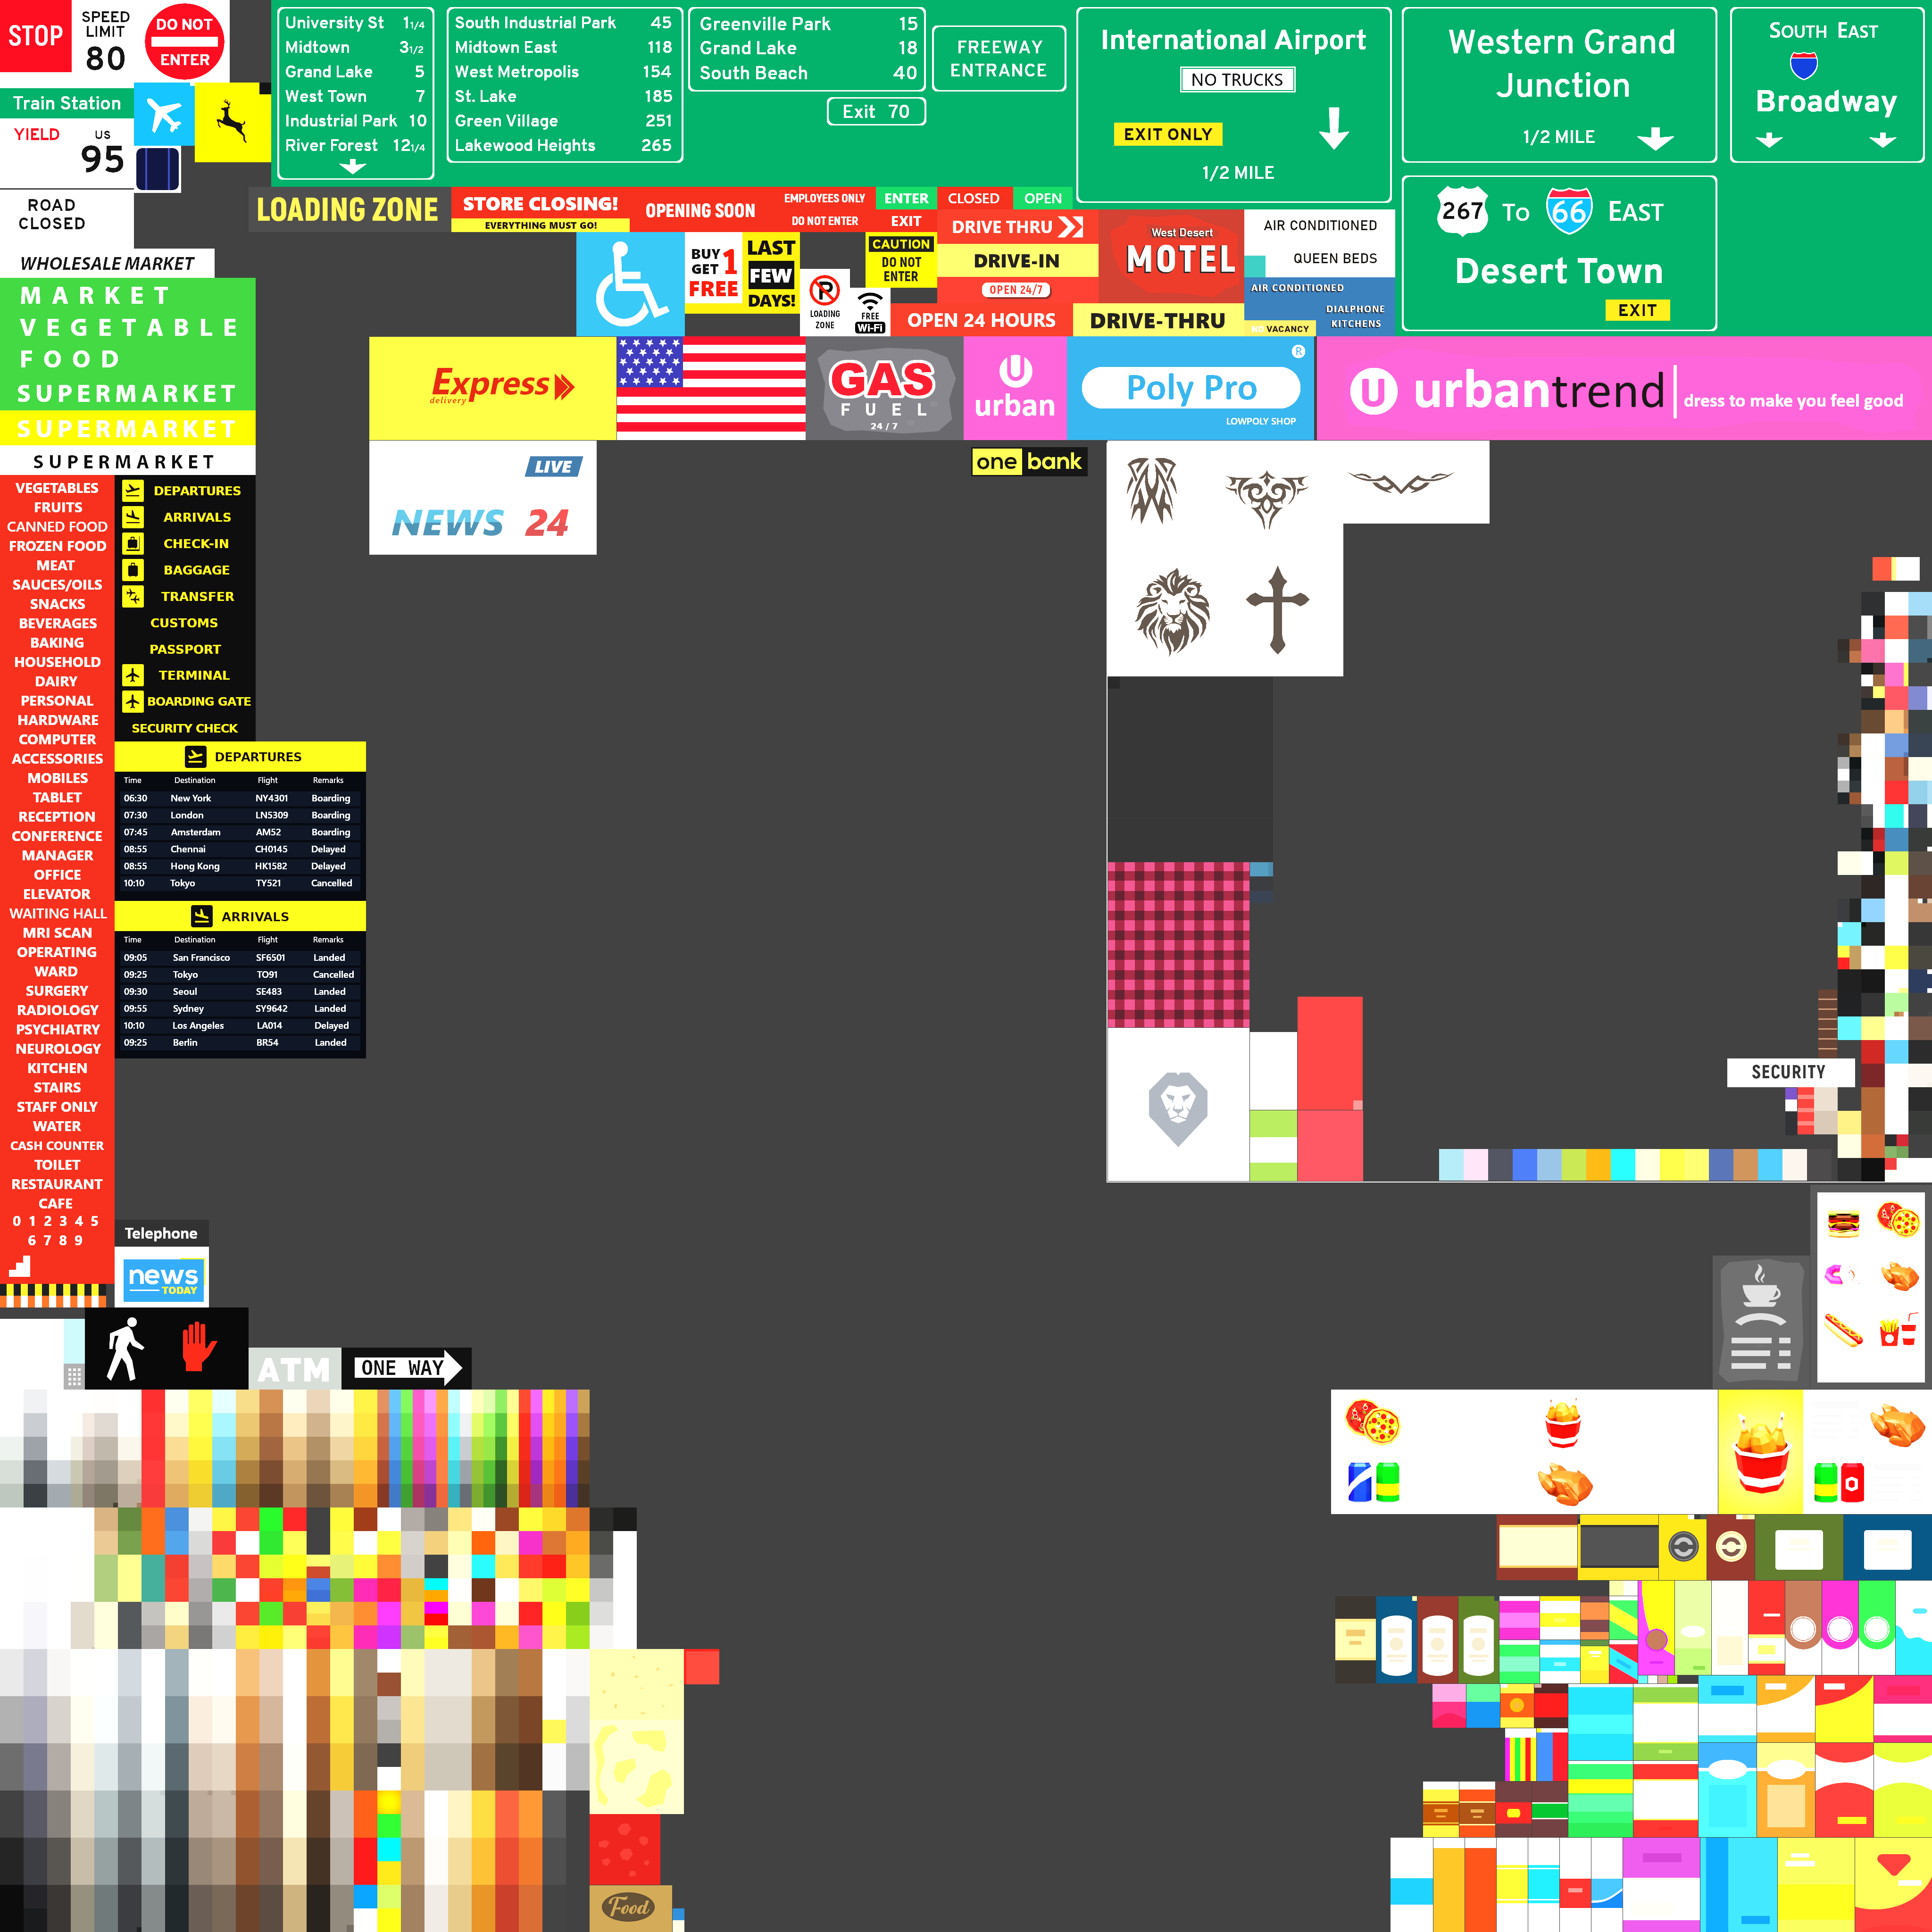 STOP
SPEED
LIMIT
80
DO NOT
ENTER
Train Station
YIELD
US
95
ROAD
CLOSED
University St 1 1/4
Midtown 3 1/2
Grand Lake 5
West Town 7
Industrial Park 10
River Forest 12 1/4
South Industrial Park 45
Midtown East 118
West Metropolis 154
St. Lake 185
Green Village 251
Lakewood Heights 265
Greenville Park 15
Grand Lake 18
South Beach 40
Exit 70
FREEWAY
ENTRANCE
International Airport
NO TRUCKS
EXIT ONLY
1/2 MILE
Western Grand
Junction
1/2 MILE
SOUTH EAST
Broadway
267 TO 66 EAST
Desert Town
EXIT
LOADING ZONE
STORE CLOSING!
EVERYTHING MUST GO!
OPENING SOON
EMPLOYEES ONLY
DO NOT ENTER
ENTER
EXIT
CLOSED
OPEN
DRIVE THRU
DRIVE-IN
OPEN 24/7
West Desert
MOTEL
AIR CONDITIONED
QUEEN BEDS
AIR CONDITIONED
DIALPHONE
KITCHENS
NO VACANCY
BUY 1
GET
FREE
LAST
FEW
DAYS!
CAUTION
DO NOT
ENTER
P
LOADING
ZONE
FREE
Wi-Fi
OPEN 24 HOURS
DRIVE-THRU
WHOLESALE MARKET
MARKET
VEGETABLE
FOOD
SUPERMARKET
SUPERMARKET
SUPERMARKET
Express
delivery
GAS
FUEL
24 / 7
U
urban
®
Poly Pro
LOWPOLY SHOP
U urbantrend
dress to make you feel good
LIVE
NEWS 24
one bank
VEGETABLES
FRUITS
CANNED FOOD
FROZEN FOOD
MEAT
SAUCES/OILS
SNACKS
BEVERAGES
BAKING
HOUSEHOLD
DAIRY
PERSONAL
HARDWARE
COMPUTER
ACCESSORIES
MOBILES
TABLET
RECEPTION
CONFERENCE
MANAGER
OFFICE
ELEVATOR
WAITING HALL
MRI SCAN
OPERATING
WARD
SURGERY
RADIOLOGY
PSYCHIATRY
NEUROLOGY
KITCHEN
STAIRS
STAFF ONLY
WATER
CASH COUNTER
TOILET
RESTAURANT
CAFE
0 1 2 3 4 5
6 7 8 9
DEPARTURES
ARRIVALS
CHECK-IN
BAGGAGE
TRANSFER
CUSTOMS
PASSPORT
TERMINAL
BOARDING GATE
SECURITY CHECK
DEPARTURES
Time Destination Flight Remarks
06:30 New York NY4301 Boarding
07:30 London LN5309 Boarding
07:45 Amsterdam AM52 Boarding
08:55 Chennai CH0145 Delayed
08:55 Hong Kong HK1582 Delayed
10:10 Tokyo TY521 Cancelled
ARRIVALS
Time Destination Flight Remarks
09:05 San Francisco SF6501 Landed
09:25 Tokyo TO91 Cancelled
09:30 Seoul SE483 Landed
09:55 Sydney SY9642 Landed
10:10 Los Angeles LA014 Delayed
09:25 Berlin BR54 Landed
SECURITY
Telephone
news
TODAY
ATM
ONE WAY
Food